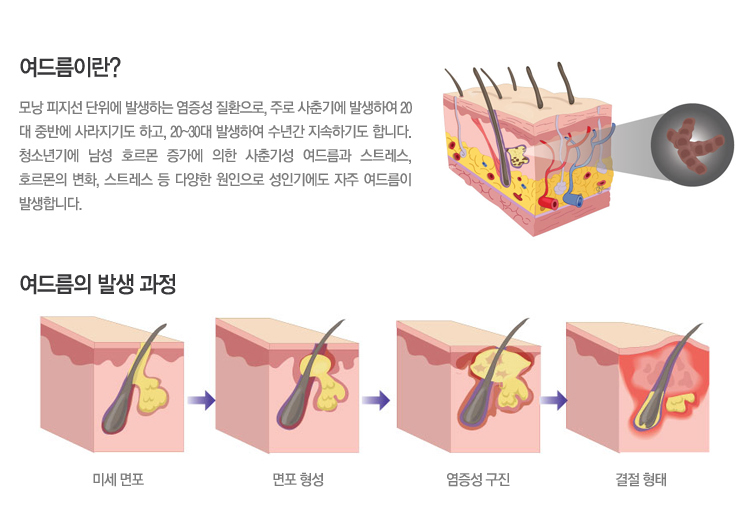 여드름이란?
모낭 피지선 단위에 발생하는 염증성 질환으로, 주로 사춘기에 발생하여 20
대 중반에 사라지기도 하고, 20~30대 발생하여 수년간 지속하기도 합니다.
청소년기에 남성 호르몬 증가에 의한 사춘기성 여드름과 스트레스,
호르몬의 변화, 스트레스 등 다양한 원인으로 성인기에도 자주 여드름이
발생합니다.
여드름의 발생 과정
미세 면포
면포 형성
염증성 구진
결절 형태